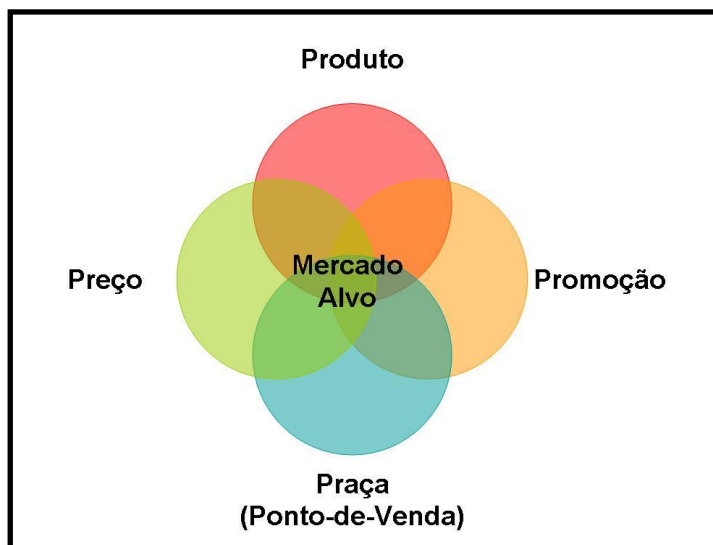 Produto
Preço
Mercado
Alvo
Promoção
Praça
(Ponto-de-Venda)